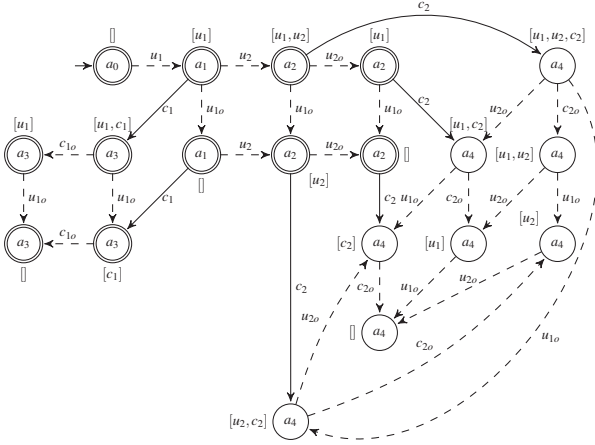 [] [u₁] [u₁, u₂] [u₁] c₂ [u₁, u₂, c₂]
a₀ u₁ a₁ u₂ a₂ u₂ₒ a₂ a₄
c₁ u₁ₒ u₁ₒ u₁ₒ c₂ u₂ₒ c₂ₒ
[u₁] [u₁, c₁] [u₁, c₂]
a₃ c₁ₒ a₃ a₁ u₂ a₂ u₂ₒ a₂ [] a₄ [u₁, u₂] a₄
[] [u₂]
u₁ₒ u₁ₒ c₁ c₂ u₁ₒ c₂ₒ u₂ₒ u₁ₒ
[u₂]
a₃ c₁ₒ a₃ [c₂] a₄ [u₁] a₄ a₄
[] [c₁]
c₂ c₂ₒ u₁ₒ u₂ₒ
u₂ₒ [] a₄ c₂ₒ u₁ₒ
[u₂, c₂] a₄